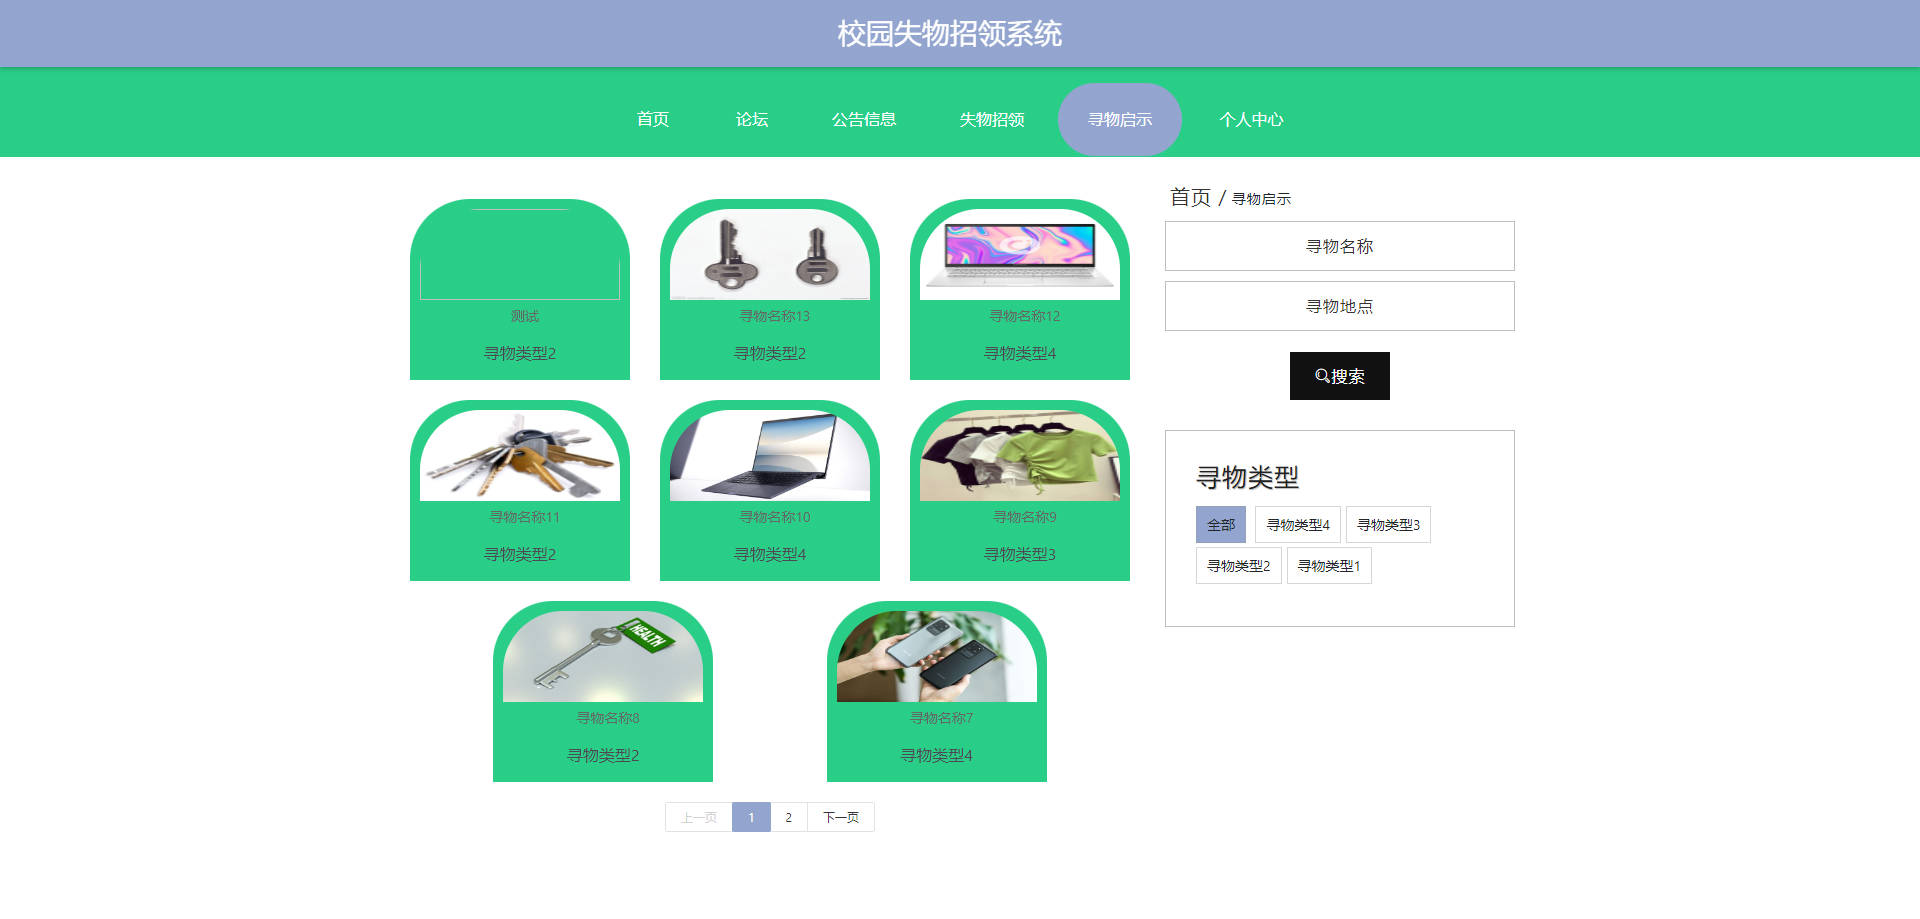 校园失物招领系统
首页 论坛 公告信息 失物招领 寻物启示 个人中心
首页 / 寻物启示
寻物名称
寻物地点
搜索
寻物类型
全部 寻物类型4 寻物类型3
寻物类型2 寻物类型1
测试
寻物类型2
寻物名称13
寻物类型2
寻物名称12
寻物类型4
寻物名称11
寻物类型2
寻物名称10
寻物类型4
寻物名称9
寻物类型3
HEALTH
寻物名称8
寻物类型2
寻物名称7
寻物类型4
上一页 1 2 下一页